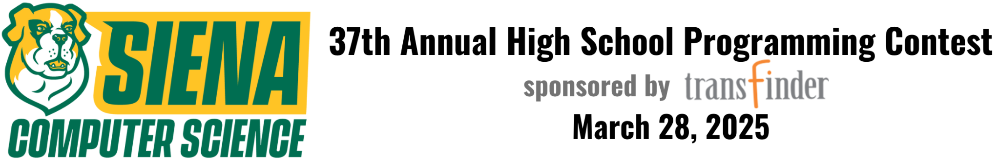 SIENA
COMPUTER SCIENCE
37th Annual High School Programming Contest
sponsored by transfinder
March 28, 2025